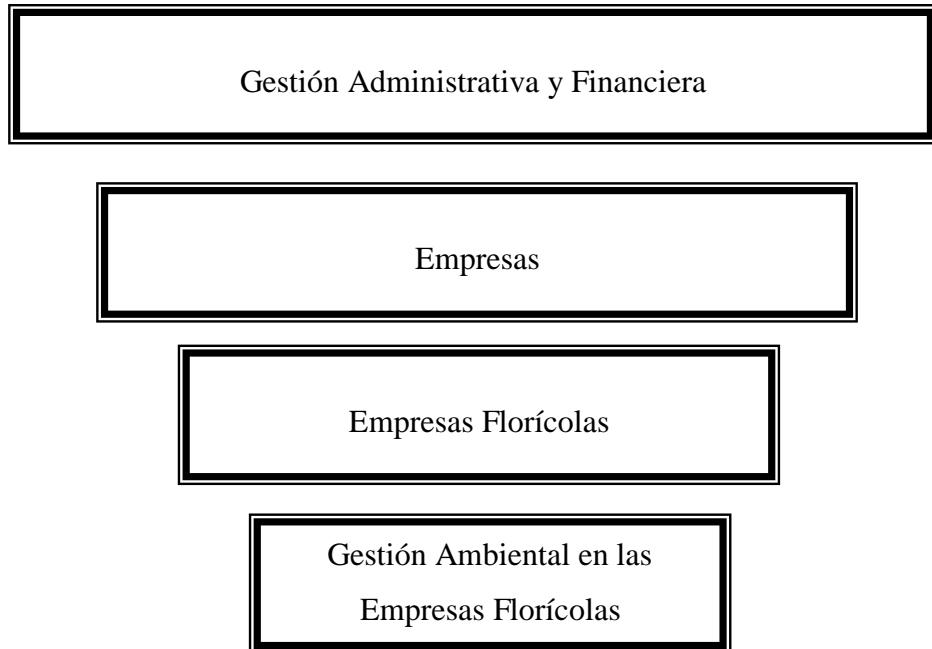 Gestión Administrativa y Financiera
Empresas
Empresas Florícolas
Gestión Ambiental en las
Empresas Florícolas